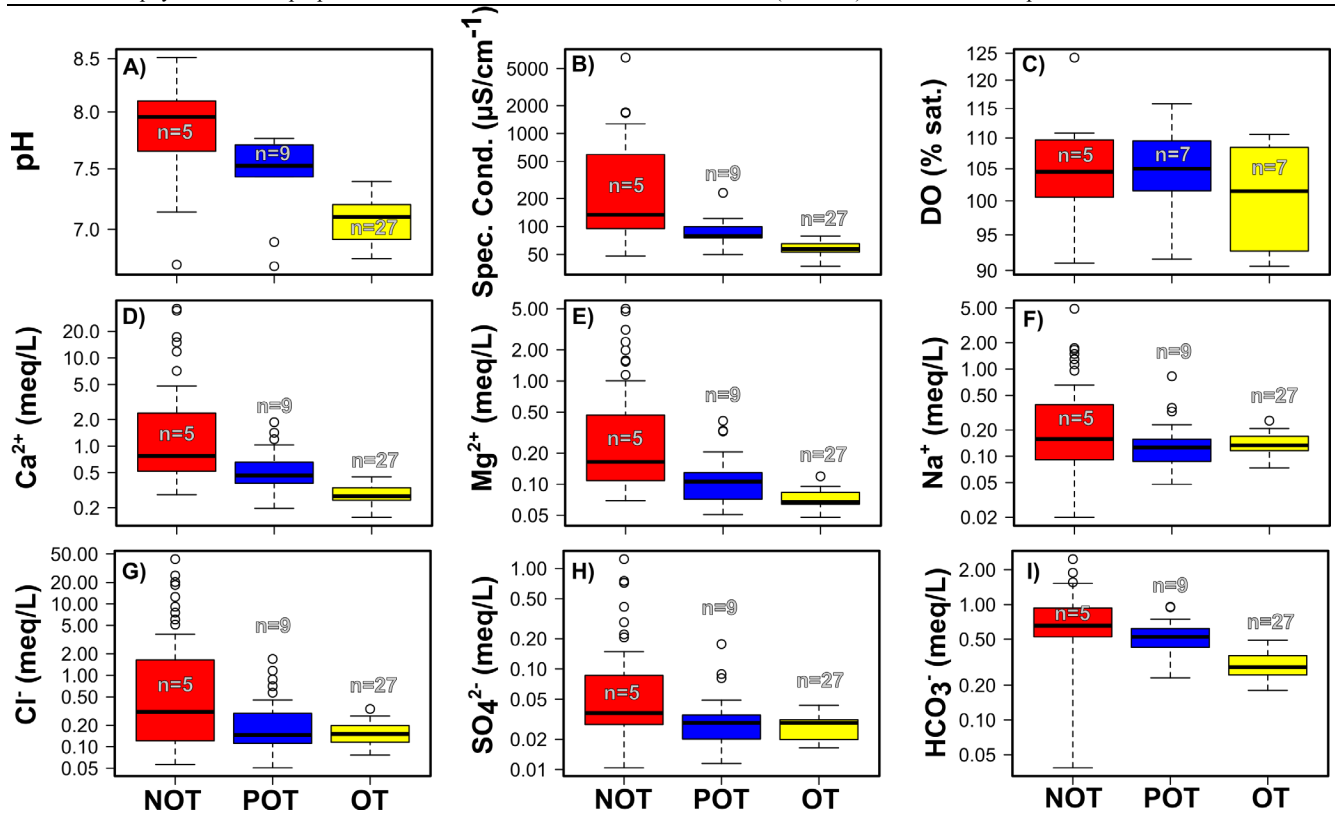 A)
pH
8.5
8.0
7.5
7.0
n=5
n=9
n=27
B)
Spec. Cond. (µS/cm⁻¹)
5000
2000
1000
500
200
100
50
n=5
n=9
n=27
C)
DO (% sat.)
125
120
115
110
105
100
95
90
n=5
n=7
n=7
D)
Ca²⁺ (meq/L)
20.0
10.0
5.0
2.0
1.0
0.5
0.2
n=5
n=9
n=27
E)
Mg²⁺ (meq/L)
5.00
2.00
1.00
0.50
0.20
0.10
0.05
n=5
n=9
n=27
F)
Na⁺ (meq/L)
5.00
2.00
1.00
0.50
0.20
0.10
0.05
0.02
n=5
n=9
n=27
G)
Cl⁻ (meq/L)
50.00
20.00
10.00
5.00
2.00
1.00
0.50
0.20
0.10
0.05
n=5
n=9
n=27
NOT POT OT
H)
SO₄²⁻ (meq/L)
1.00
0.50
0.20
0.10
0.05
0.02
0.01
n=5
n=9
n=27
NOT POT OT
I)
HCO₃⁻ (meq/L)
2.00
1.00
0.50
0.20
0.10
0.05
n=5
n=9
n=27
NOT POT OT